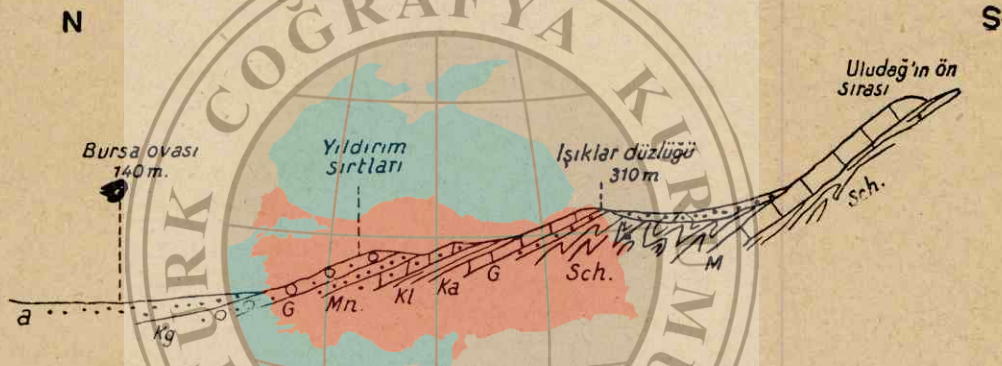 N
S
TÜRK COĞRAFYA KURUMU
Uludağ'ın ön
sırası
Bursa ovası
140 m.
Yıldırım
sırtları
Işıklar düzlüğü
310 m
Sch.
a
Kg
G
Mn.
Kl
Ka
G
Sch.
M